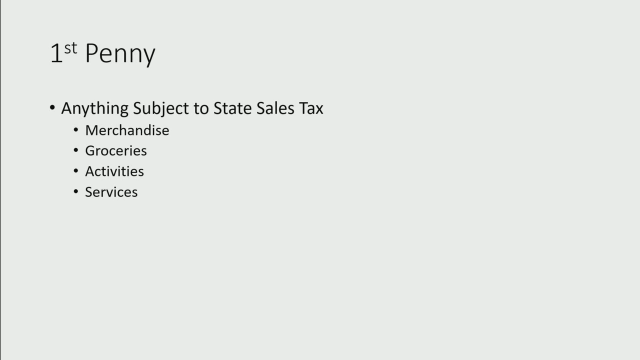 1st Penny
• Anything Subject to State Sales Tax
• Merchandise
• Groceries
• Activities
• Services